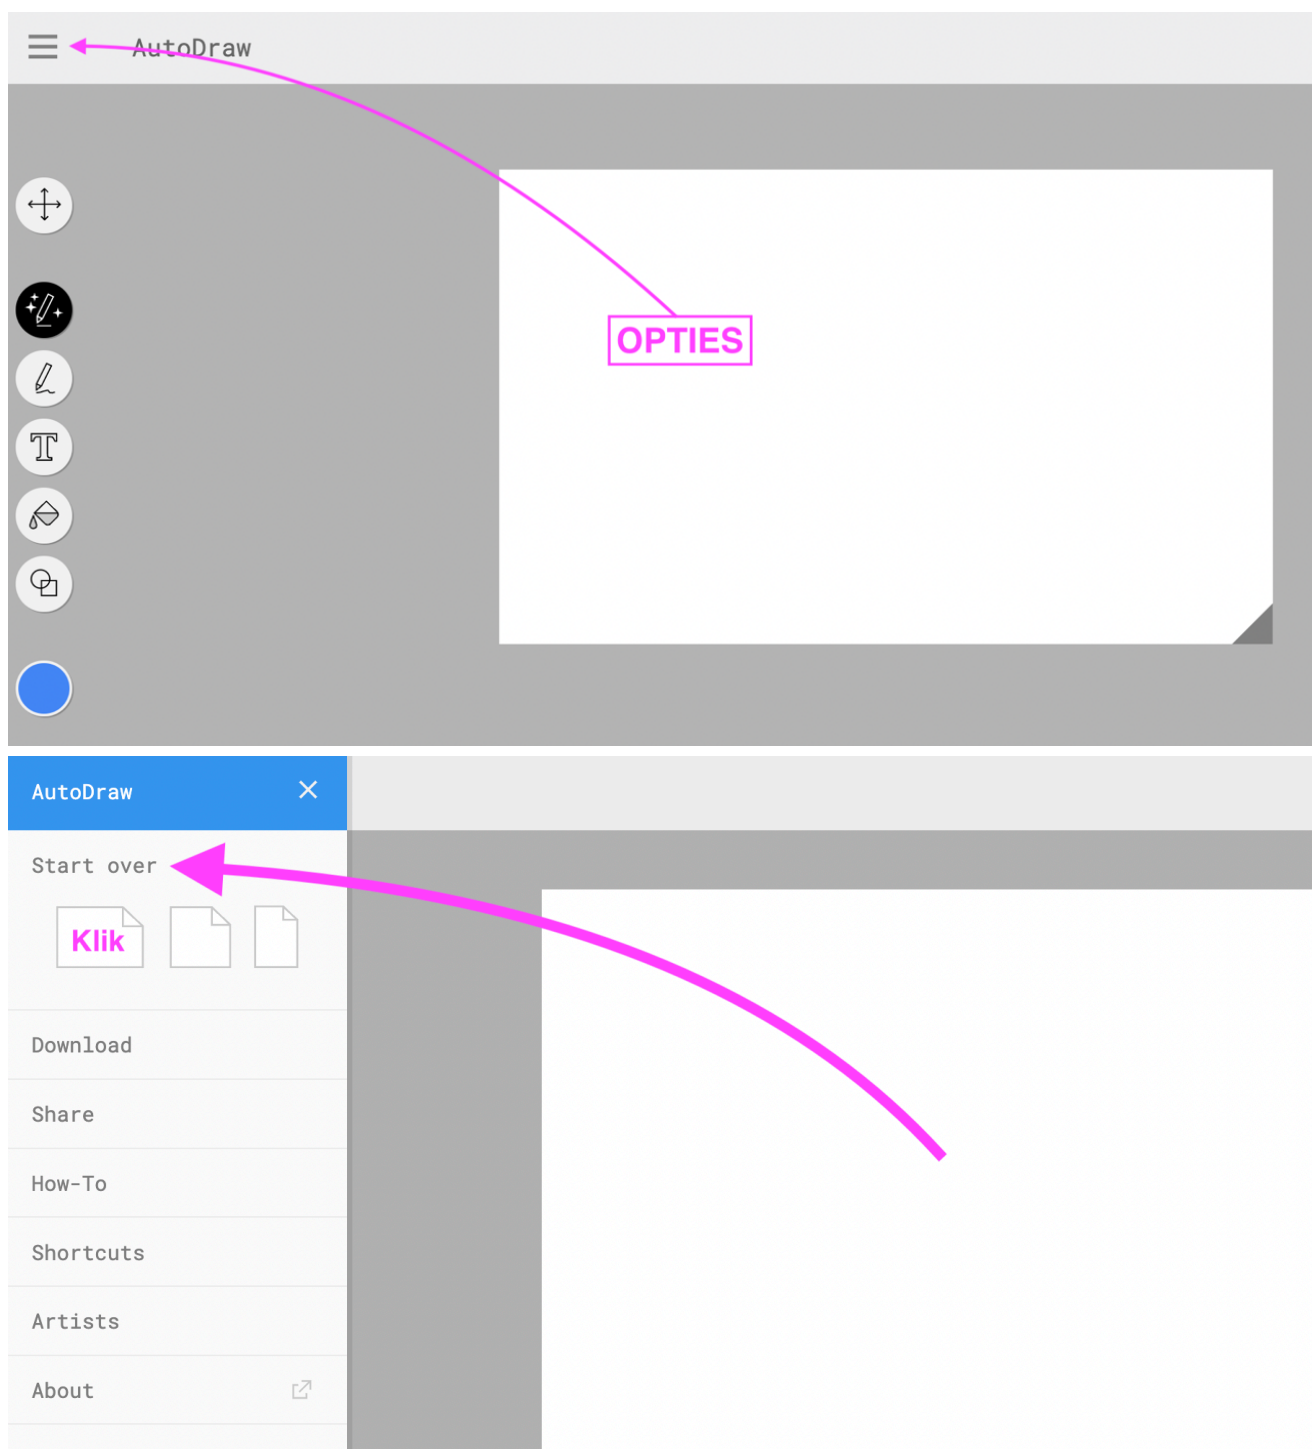 AutoDraw
OPTIES
AutoDraw
Start over
Klik
Download
Share
How-To
Shortcuts
Artists
About